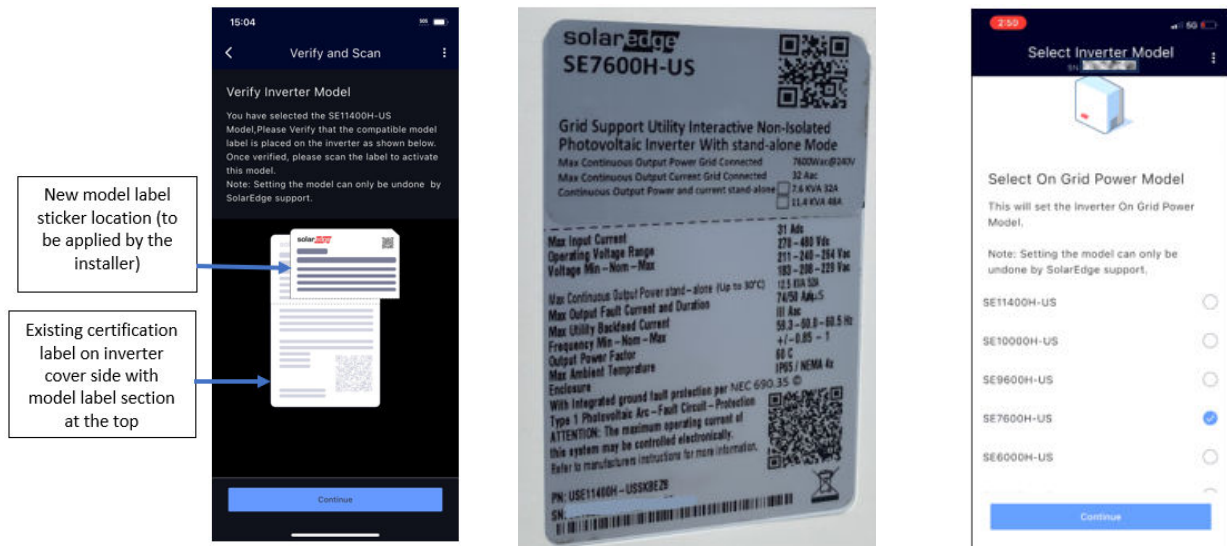 New model label
sticker location (to
be applied by the
installer)
Existing certification
label on inverter
cover side with
model label section
at the top
15:04
SOS
Verify and Scan
Verify Inverter Model
You have selected the SE11400H-US
Model,Please Verify that the compatible model
label is placed on the inverter as shown below.
Once verified, please scan the label to activate
this model.
Note: Setting the model can only be undone by
SolarEdge support.
solaredge
Continue
solaredge
SE7600H-US
Grid Support Utility Interactive Non-Isolated
Photovoltaic Inverter With stand-alone Mode
Max Continuous Output Power Grid Connected 7600Wac@240V
Max Continuous Output Current Grid Connected 32 Aac
Continuous Output Power and current stand-alone 7.6 KVA 32A
11.4 KVA 48A
Max Input Current 31 Adc
Operating Voltage Range 270 - 480 Vdc
Voltage Min - Nom - Max 211 - 240 - 264 Vac
183 - 208 - 229 Vac
Max Continuous Output Power stand - alone (Up to 30°C) 12.5 KVA 52A
Max Output Fault Current and Duration
Max Utility Backfeed Current
Frequency Min - Nom - Max 59.3 - 60.0 - 60.5 Hz
Output Power Factor +/-0.85 - 1
Max Ambient Temprature 60 C
Enclosure IP65 / NEMA 4x
With Integrated ground fault protection per NEC 690.35 ©
Type 1 Photovoltaic Arc - Fault Circuit - Protection
ATTENTION: The maximum operating current of
this system may be controlled electronically.
Refer to manufacturers instructions for more information.
PN: USE11400H - USSKBEZ8
SN:
2:50
5G
Select Inverter Model
SN
Select On Grid Power Model
This will set the Inverter On Grid Power
Model.
Note: Setting the model can only be
undone by SolarEdge support.
SE11400H-US
SE10000H-US
SE9600H-US
SE7600H-US
SE6000H-US
Continue